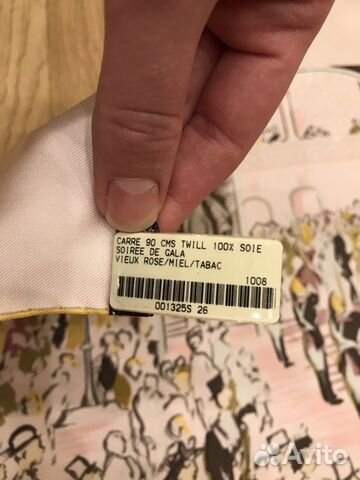 CARRE 90 CMS TWILL 100% SOIE
SOIREE DE GALA
VIEUX ROSE/MIEL/TABAC
1008
001325S 26
Avito